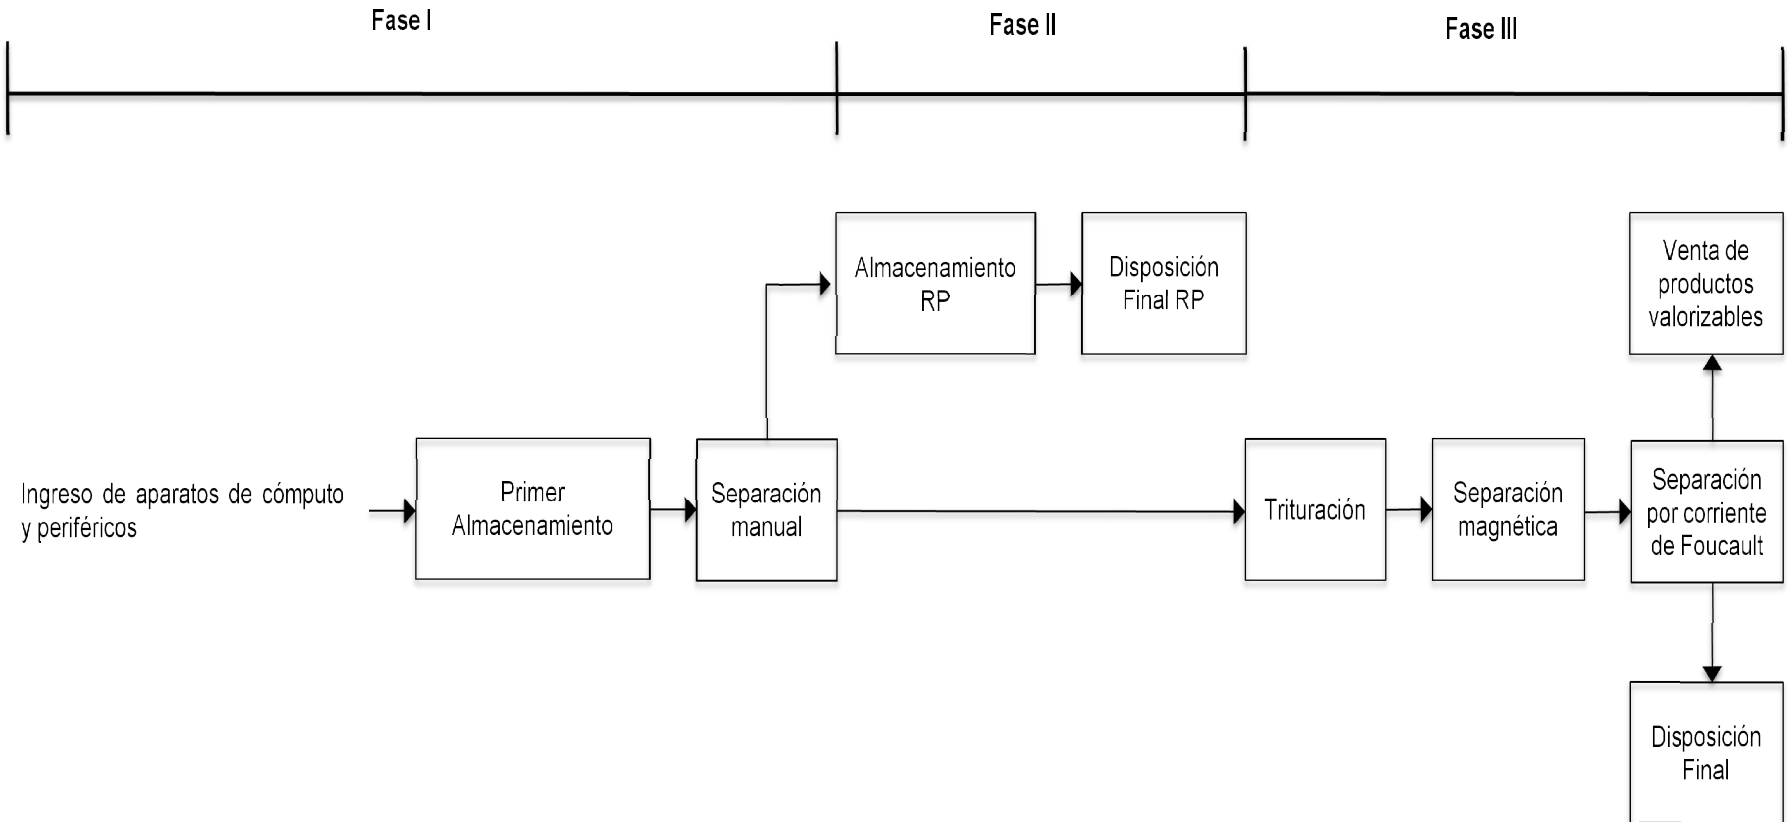 Fase I
Fase II
Fase III
Almacenamiento
RP
Disposición
Final RP
Venta de
productos
valorizables
Ingreso de aparatos de cómputo
y periféricos
Primer
Almacenamiento
Separación
manual
Trituración
Separación
magnética
Separación
por corriente
de Foucault
Disposición
Final